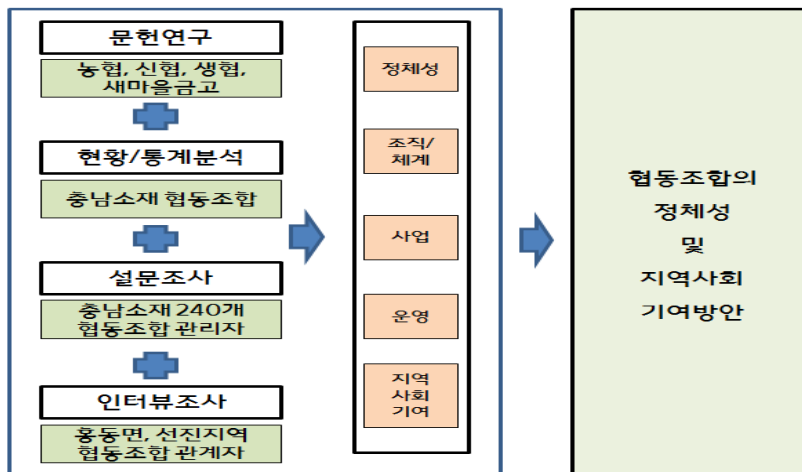 문헌연구
농협, 신협, 생협,
새마을금고
현황/통계분석
충남소재 협동조합
설문조사
충남소재 240개
협동조합 관리자
인터뷰조사
홍동면, 선진지역
협동조합 관계자
정체성
조직/
체계
사업
운영
지역
사회
기여
협동조합의
정체성
및
지역사회
기여방안